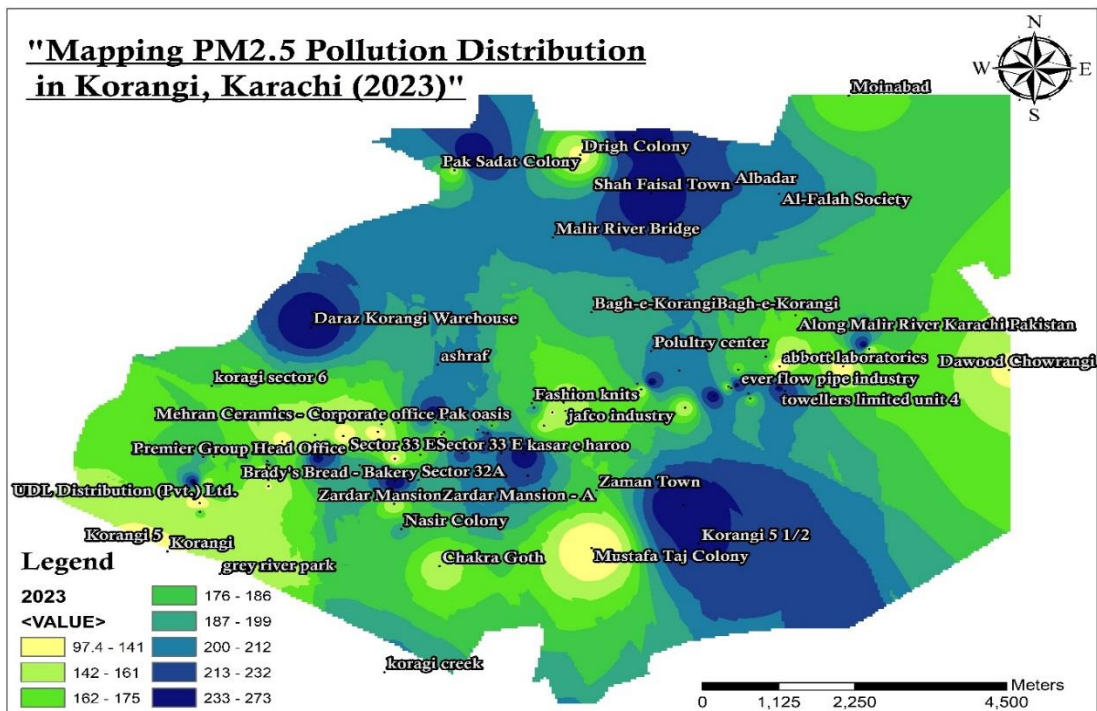 "Mapping PM2.5 Pollution Distribution
in Korangi, Karachi (2023)"
N
W E
S
Moinabad
Drigh Colony
Pak Sadat Colony
Shah Faisal Town
Albadar
Al-Falah Society
Malir River Bridge
Bagh-e-KorangiBagh-e-Korangi
Daraz Korangi Warehouse
Along Malir River Karachi Pakistan
Polultry center
ashraf
abbott laboratories
Dawood Chowrangi
koragi sector 6
ever flow pipe industry
Fashion knits
towellers limited unit 4
Mehran Ceramics - Corporate office
Pak oasis
jafco industry
Premier Group Head Office
Sector 33 E
Sector 33 E
kasar e haroo
Brady's Bread - Bakery
Sector 32A
Zaman Town
UDL Distribution (Pvt.) Ltd.
Zardar Mansion
Zardar Mansion - A
Nasir Colony
Korangi 5
Korangi
Korangi 5 1/2
Chakra Goth
Mustafa Taj Colony
grey river park
koragi creek
Legend
2023
<VALUE>
97.4 - 141
142 - 161
162 - 175
176 - 186
187 - 199
200 - 212
213 - 232
233 - 273
Meters
0 1,125 2,250 4,500